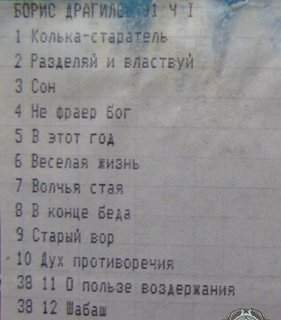 БОРИС ДРАГИЛЕВ 91 Ч I
1 Колька-старатель
2 Разделяй и властвуй
3 Сон
4 Не фраер бог
5 В этот год
6 Веселая жизнь
7 Волчья стая
8 В конце беда
9 Старый вор
10 Дух противоречия
38 11 О пользе воздержания
38 12 Шабаш